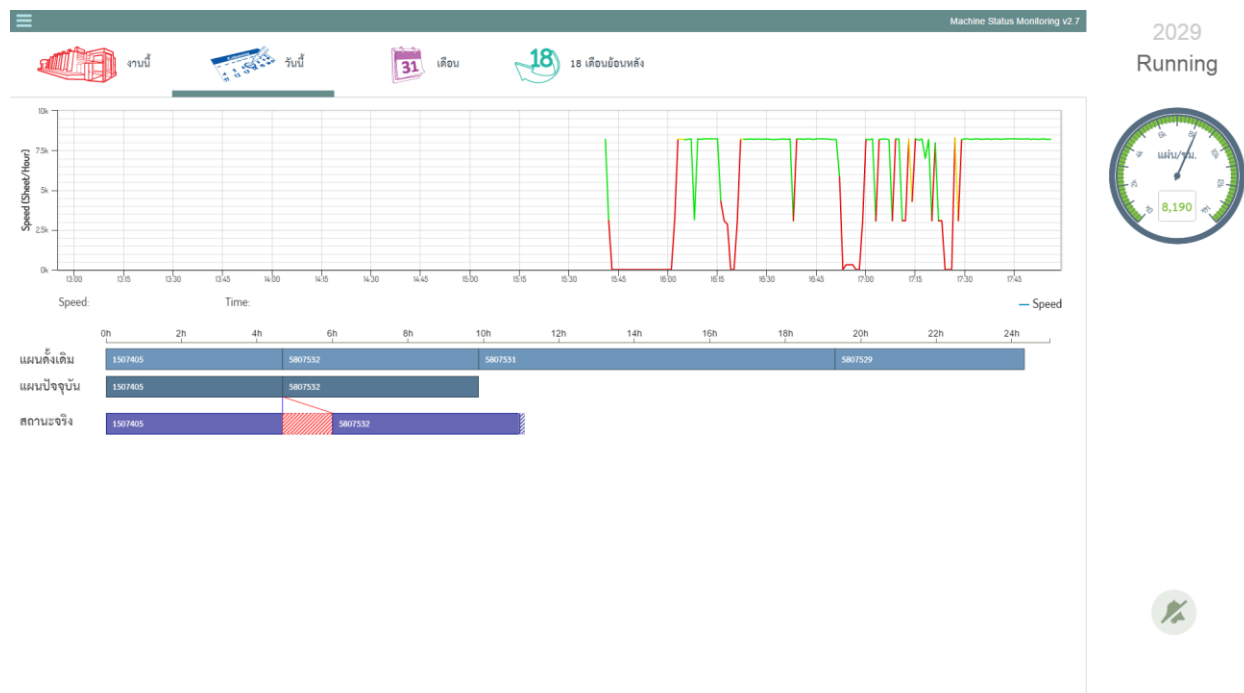 Machine Status Monitoring v2.7
2029
Running
งานนี้
วันนี้
31
เดือน
18
18 เดือนย้อนหลัง
10k
7.5k
5k
2.5k
0k
Speed (Sheet/Hour)
13:00 13:15 13:30 13:45 14:00 14:15 14:30 14:45 15:00 15:15 15:30 15:45 16:00 16:15 16:30 16:45 17:00 17:15 17:30 17:45
Speed: Time:
Speed
แผ่น/ชม.
8,190
0h 2h 4h 6h 8h 10h 12h 14h 16h 18h 20h 22h 24h
แผนดั้งเดิม 1507405 5807532 5807531 5807529
แผนปัจจุบัน 1507405 5807532
สถานะจริง 1507405 5807532